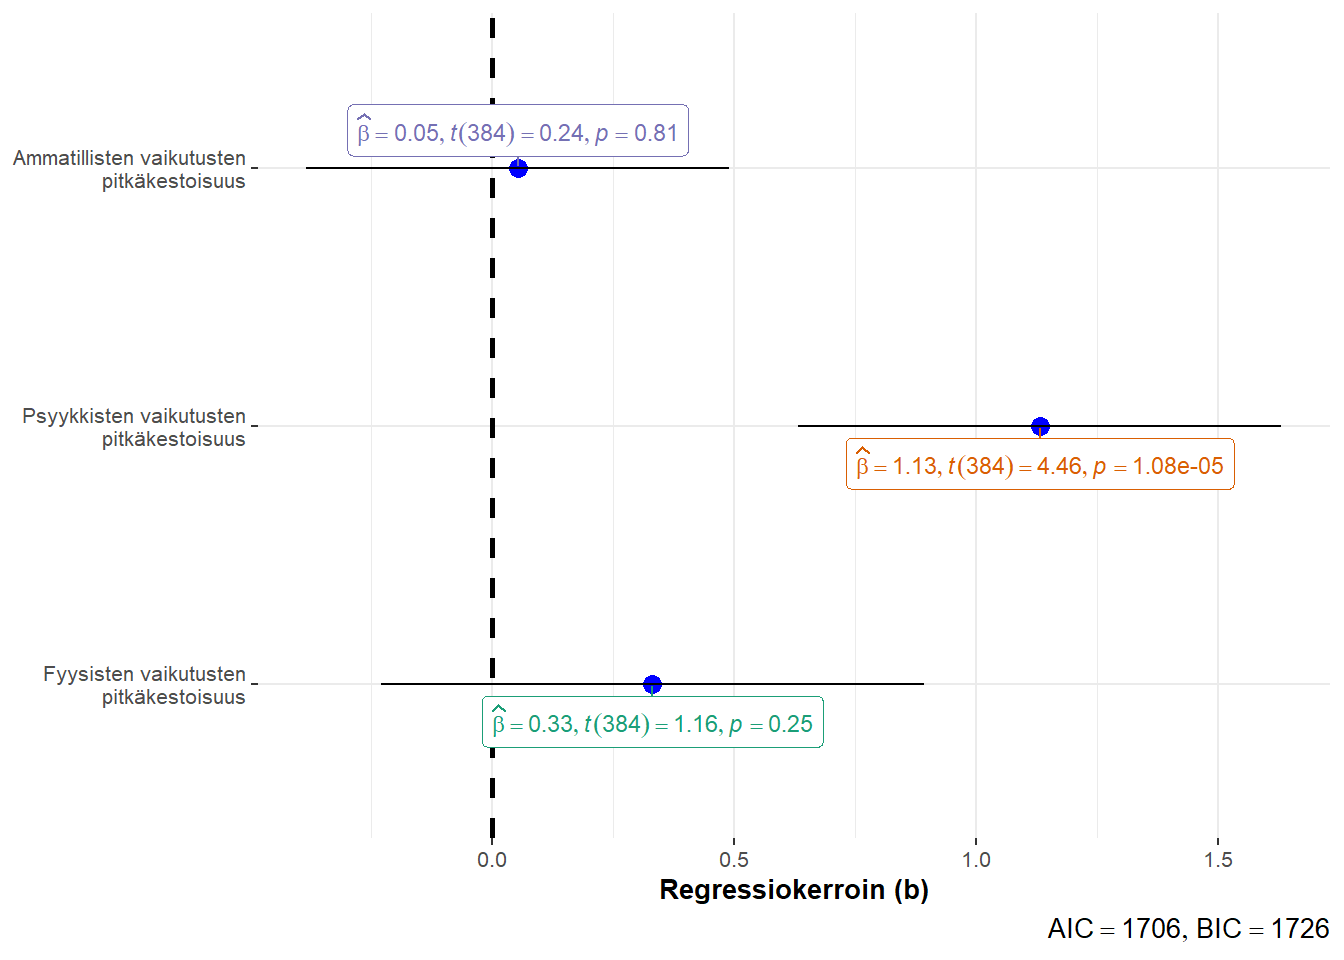 Ammatillisten vaikutusten
pitkäkestoisuus
β̂ = 0.05, t(384) = 0.24, p = 0.81
Psyykkisten vaikutusten
pitkäkestoisuus
β̂ = 1.13, t(384) = 4.46, p = 1.08e-05
Fyysisten vaikutusten
pitkäkestoisuus
β̂ = 0.33, t(384) = 1.16, p = 0.25
0.0 0.5 1.0 1.5
Regressiokerroin (b)
AIC = 1706, BIC = 1726